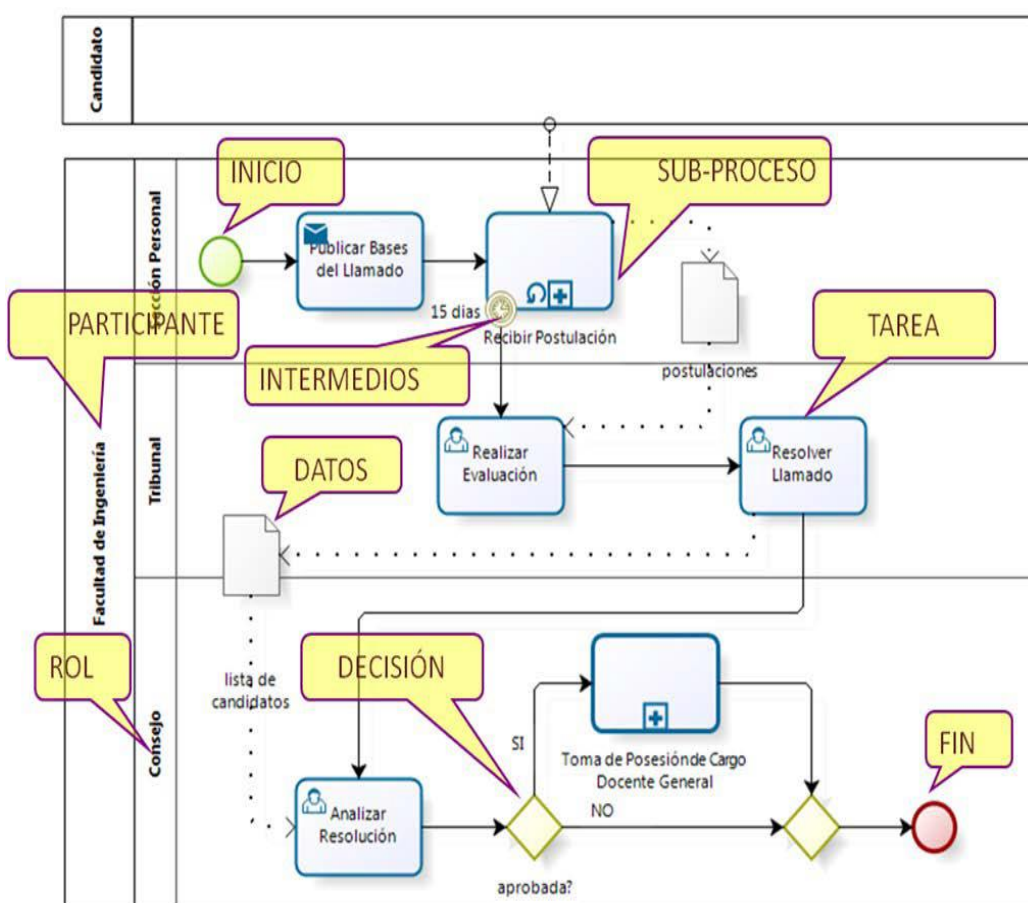 Candidato
INICIO
SUB-PROCESO
Publicar Bases
del Llamado
15 dias
Recibir Postulación
PARTICIPANTE
INTERMEDIOS
postulaciones
TAREA
Facultad de Ingeniería
Tribunal
Realizar
Evaluación
Resolver
Llamado
DATOS
ROL
lista de
candidatos
DECISIÓN
Consejo
SI
Toma de Posesión de Cargo
Docente General
NO
FIN
Analizar
Resolución
aprobada?